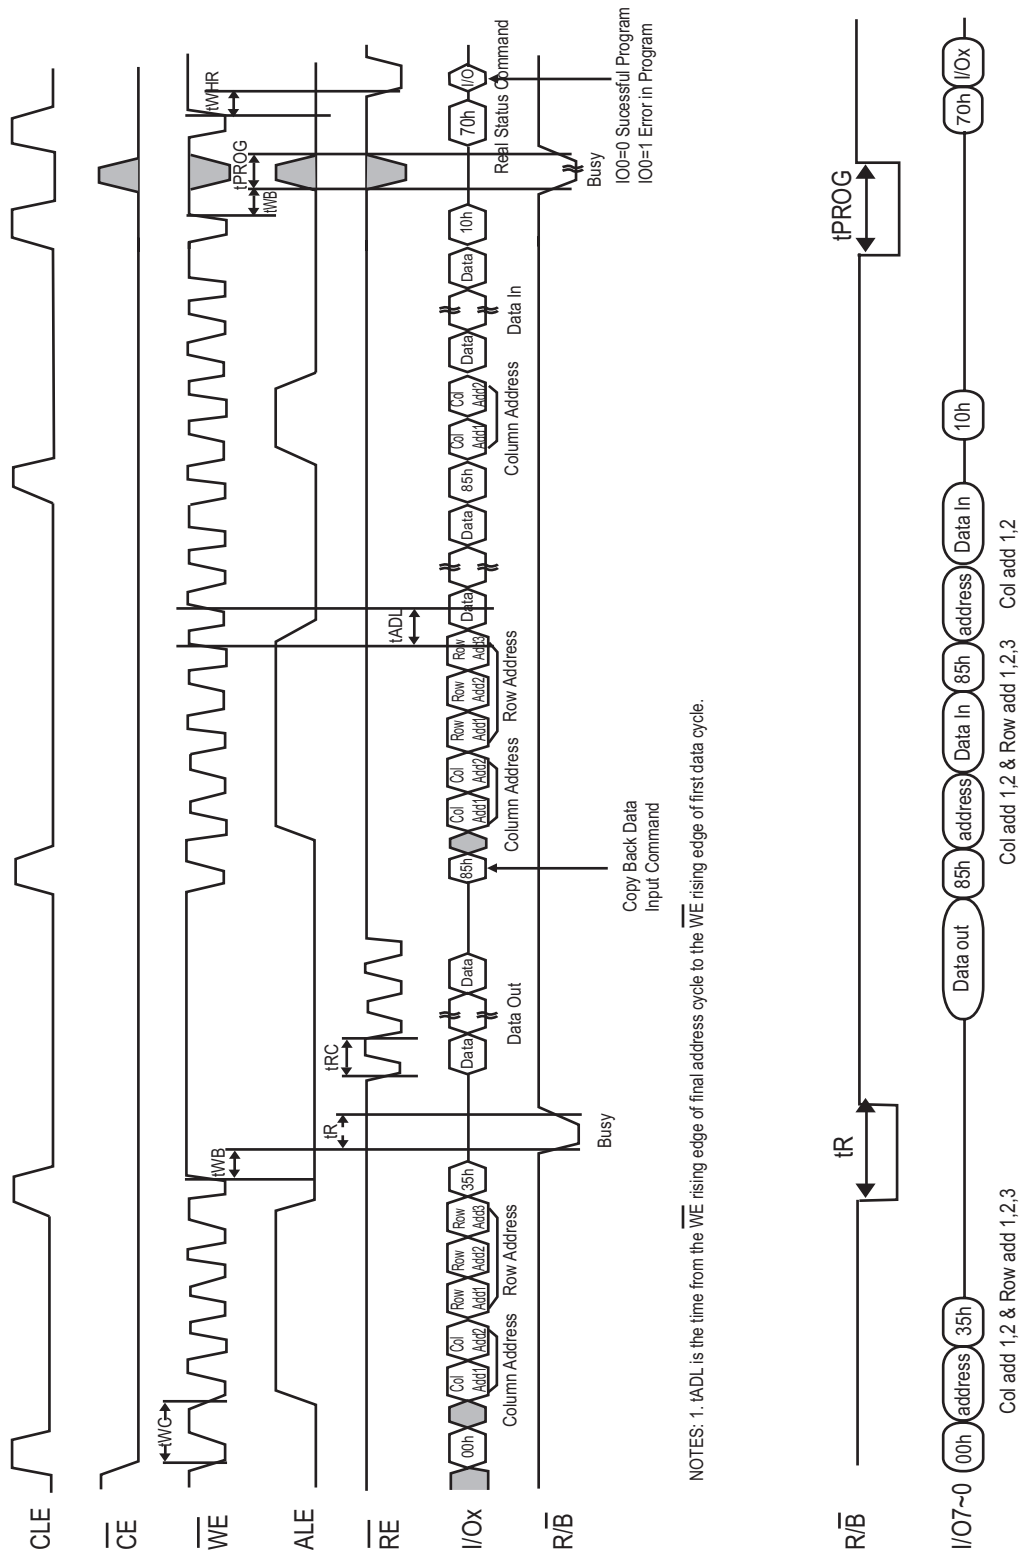 CLE
CE
WE
tWC
tWB
tWB
tPROG
tWHR
ALE
RE
tR
tRC
tADL
I/Ox
00h
Col Add1
Col Add2
Row Add1
Row Add2
Row Add3
35h
Data
Data
85h
Col Add1
Col Add2
Row Add1
Row Add2
Row Add3
Data
Data
85h
Col Add1
Col Add2
Data
Data
10h
70h
I/O
Column Address
Row Address
Data Out
Column Address
Row Address
Column Address
Data In
Real Status Command
R/B
Busy
Busy
Copy Back Data
Input Command
IO0=0 Sucessful Program
IO0=1 Error in Program
NOTES: 1. tADL is the time from the WE rising edge of final address cycle to the WE rising edge of first data cycle.
R/B
tR
tPROG
I/O7~0
00h
address
35h
Data out
85h
address
Data In
85h
address
Data In
10h
70h
I/Ox
Col add 1,2 & Row add 1,2,3
Col add 1,2 & Row add 1,2,3
Col add 1,2